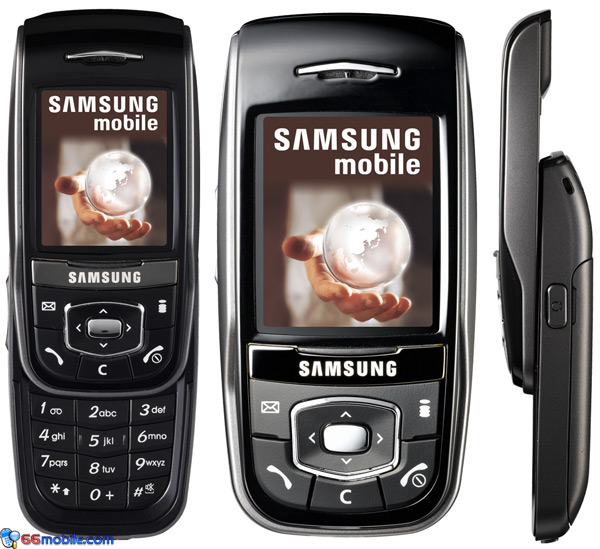 SAMSUNG
mobile
SAMSUNG
C
1 2abc 3def
4ghi 5jkl 6mno
7pqrs 8tuv 9wxyz
* 0+ #
66mobile.com
SAMSUNG
mobile
SAMSUNG
C